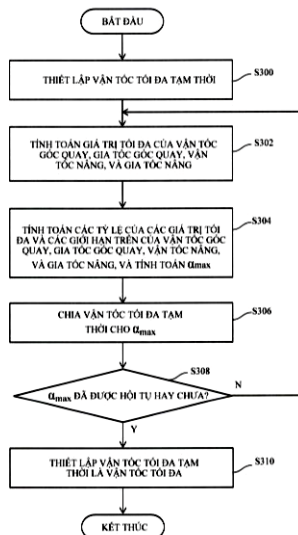 BẮT ĐẦU
S300
THIẾT LẬP VẬN TỐC TỐI ĐA TẠM THỜI
S302
TÍNH TOÁN GIÁ TRỊ TỐI ĐA CỦA VẬN TỐC
GÓC QUAY, GIA TỐC GÓC QUAY, VẬN
TỐC NÂNG, VÀ GIA TỐC NÂNG
S304
TÍNH TOÁN CÁC TỶ LỆ CỦA CÁC GIÁ TRỊ TỐI
ĐA VÀ CÁC GIỚI HẠN TRÊN CỦA VẬN TỐC GÓC
QUAY, GIA TỐC GÓC QUAY, VẬN TỐC NÂNG,
VÀ GIA TỐC NÂNG, VÀ TÍNH TOÁN αmax
S306
CHIA VẬN TỐC TỐI ĐA TẠM
THỜI CHO αmax
S308
αmax ĐÃ ĐƯỢC HỘI TỤ HAY CHƯA?
N
Y
S310
THIẾT LẬP VẬN TỐC TỐI ĐA TẠM
THỜI LÀ VẬN TỐC TỐI ĐA
KẾT THÚC